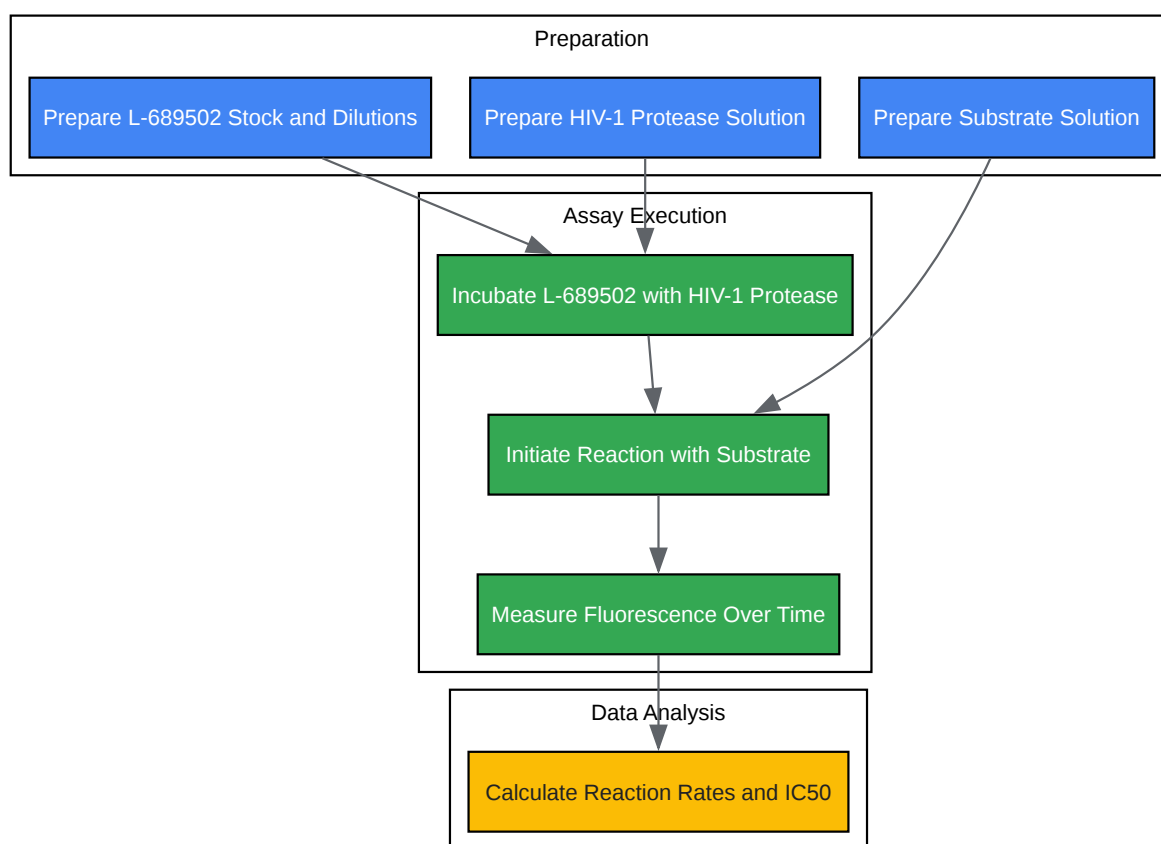 Preparation
Prepare L-689502 Stock and Dilutions
Prepare HIV-1 Protease Solution
Prepare Substrate Solution
Assay Execution
Incubate L-689502 with HIV-1 Protease
Initiate Reaction with Substrate
Measure Fluorescence Over Time
Data Analysis
Calculate Reaction Rates and IC50